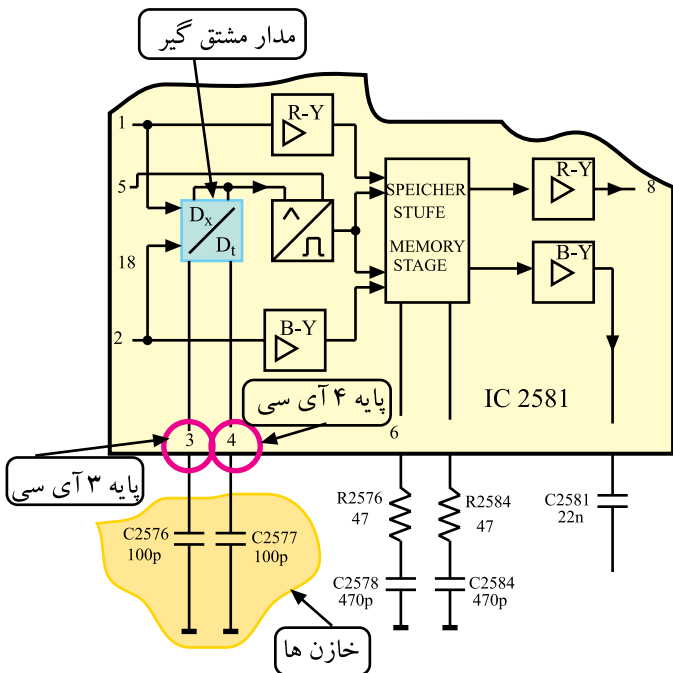 مدار مشتق گیر
1
R-Y
5
SPEICHER
STUFE
MEMORY
STAGE
R-Y
8
Dx
Dt
B-Y
18
2
B-Y
IC 2581
پایه ۴ آی سی
3
4
6
پایه ۳ آی سی
R2576
47
R2584
47
C2581
22n
C2576
100p
C2577
100p
C2578
470p
C2584
470p
خازن ها